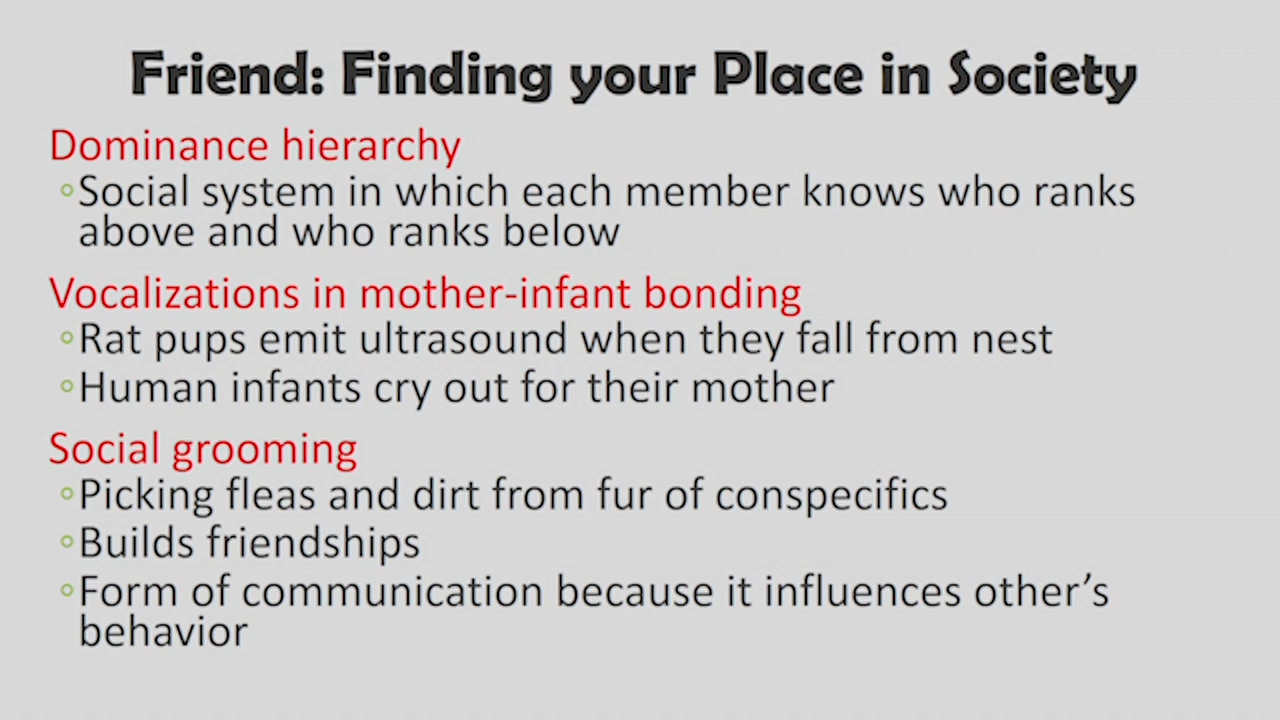 Friend: Finding your Place in Society
Dominance hierarchy
◦Social system in which each member knows who ranks
above and who ranks below
Vocalizations in mother-infant bonding
◦Rat pups emit ultrasound when they fall from nest
◦Human infants cry out for their mother
Social grooming
◦Picking fleas and dirt from fur of conspecifics
◦Builds friendships
◦Form of communication because it influences other’s
behavior